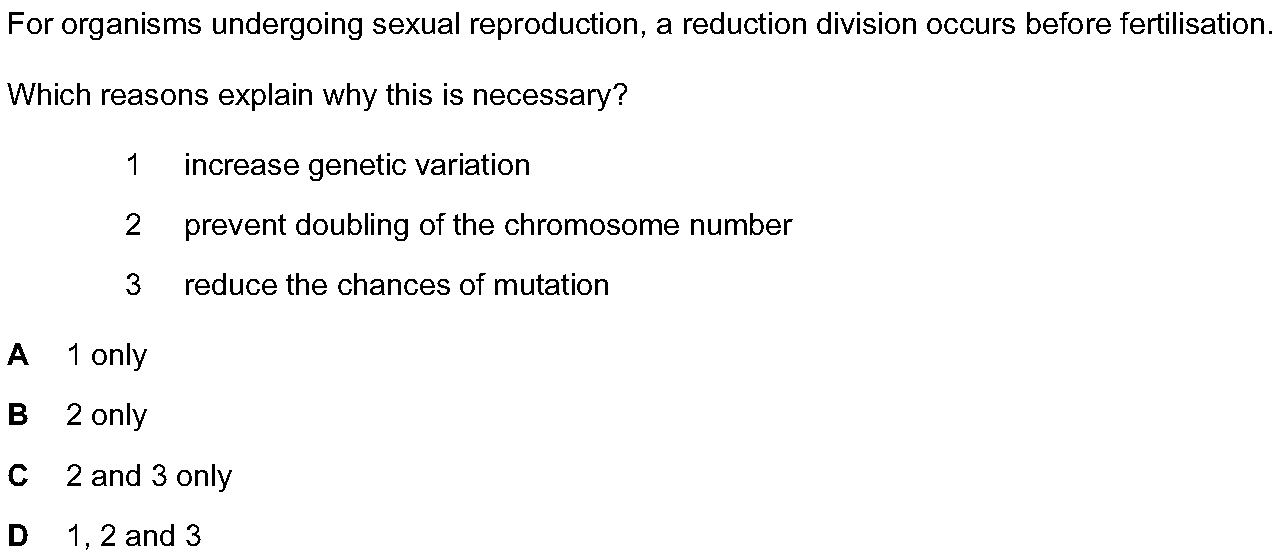 For organisms undergoing sexual reproduction, a reduction division occurs before fertilisation.
Which reasons explain why this is necessary?
1 increase genetic variation
2 prevent doubling of the chromosome number
3 reduce the chances of mutation
A 1 only
B 2 only
C 2 and 3 only
D 1, 2 and 3